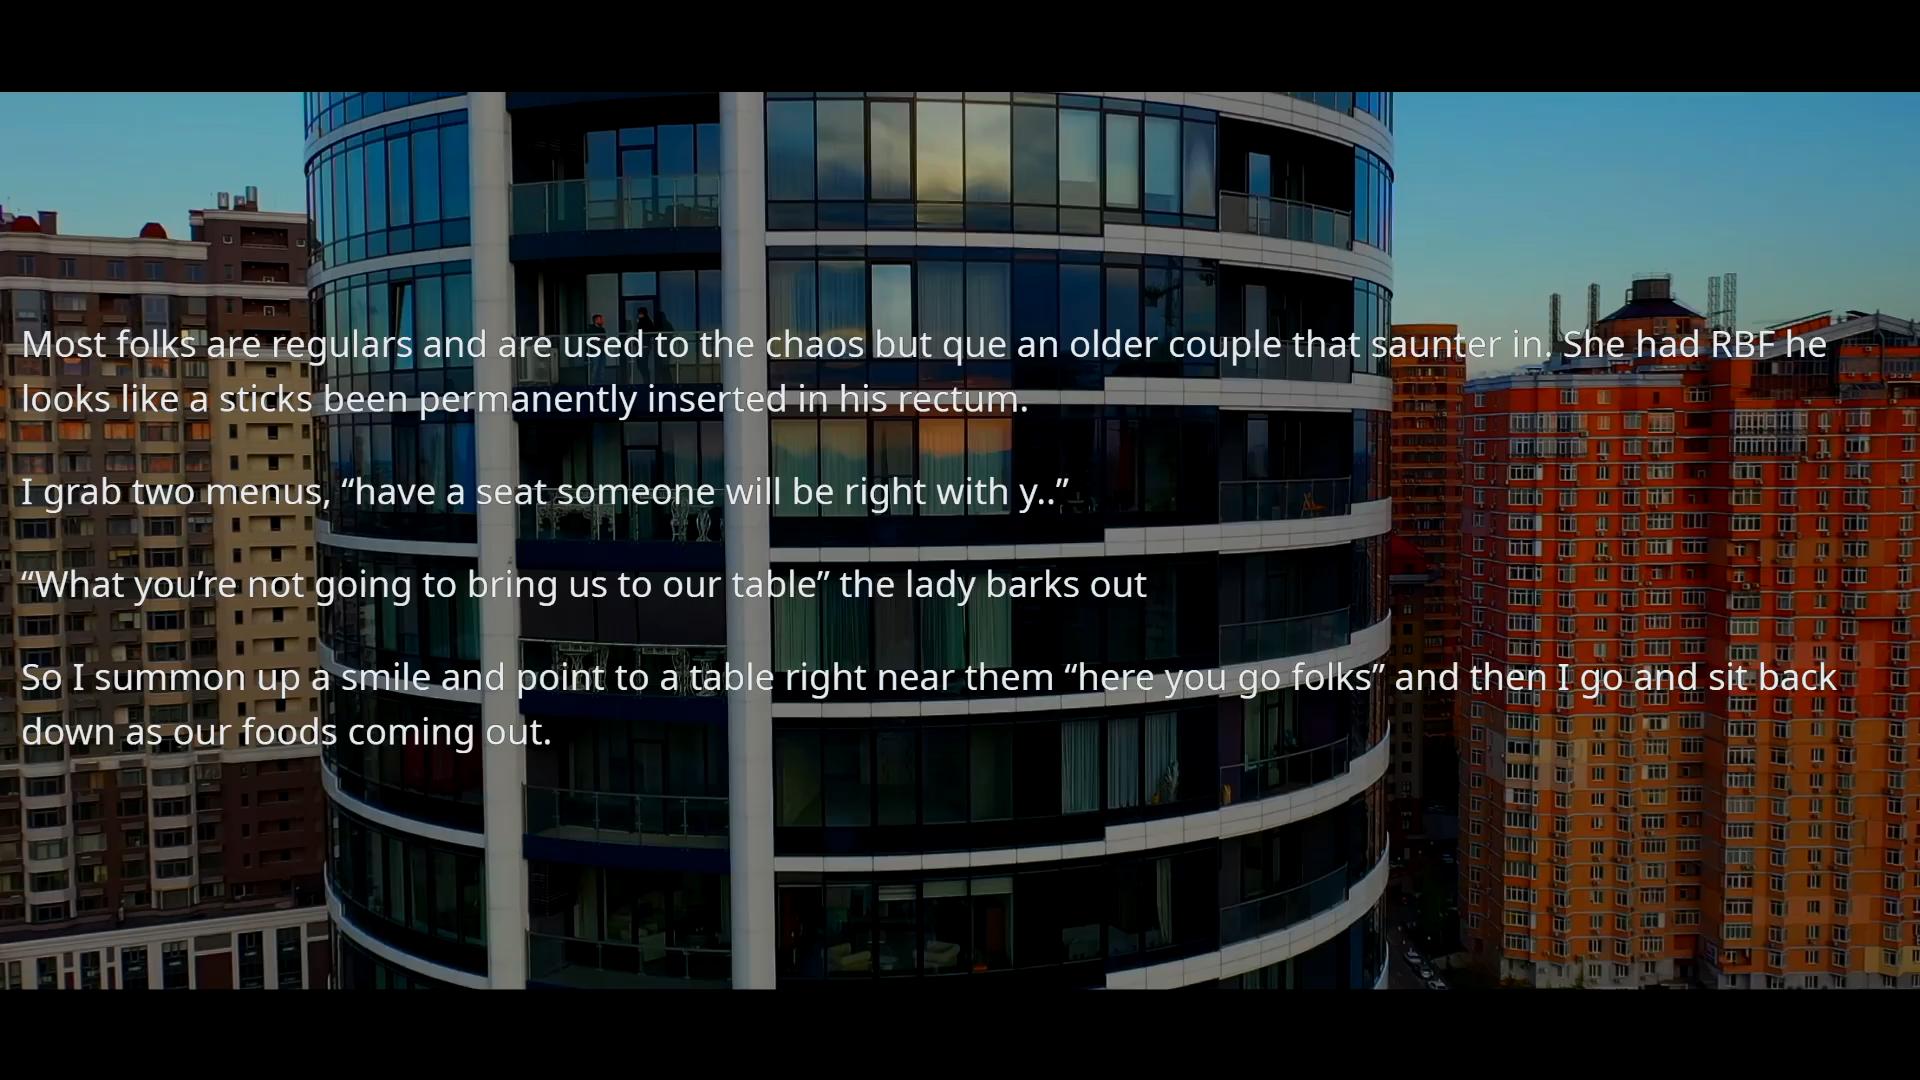 Most folks are regulars and are used to the chaos but que an older couple that saunter in. She had RBF he
looks like a sticks been permanently inserted in his rectum.
I grab two menus, “have a seat someone will be right with y..”
“What you’re not going to bring us to our table” the lady barks out
So I summon up a smile and point to a table right near them “here you go folks” and then I go and sit back
down as our foods coming out.